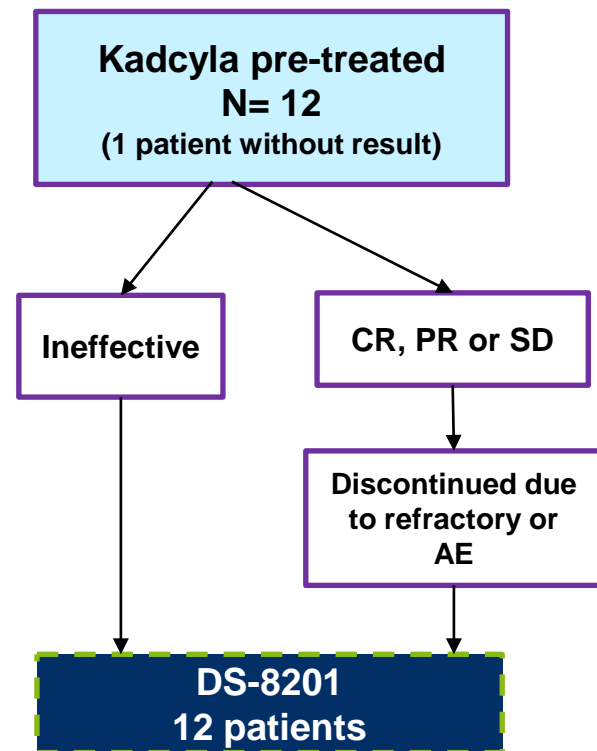 Kadcyla pre-treated
N= 12
(1 patient without result)
Ineffective
CR, PR or SD
Discontinued due
to refractory or
AE
DS-8201
12 patients